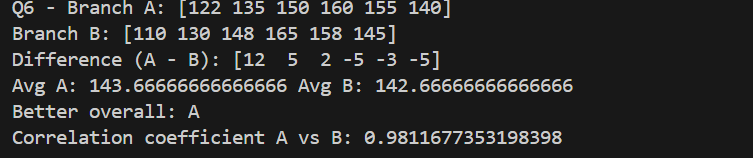 Q6 - Branch A: [122 135 150 160 155 140]
Branch B: [110 130 148 165 158 145]
Difference (A - B): [12  5  2 -5 -3 -5]
Avg A: 143.66666666666666 Avg B: 142.66666666666666
Better overall: A
Correlation coefficient A vs B: 0.9811677353198398